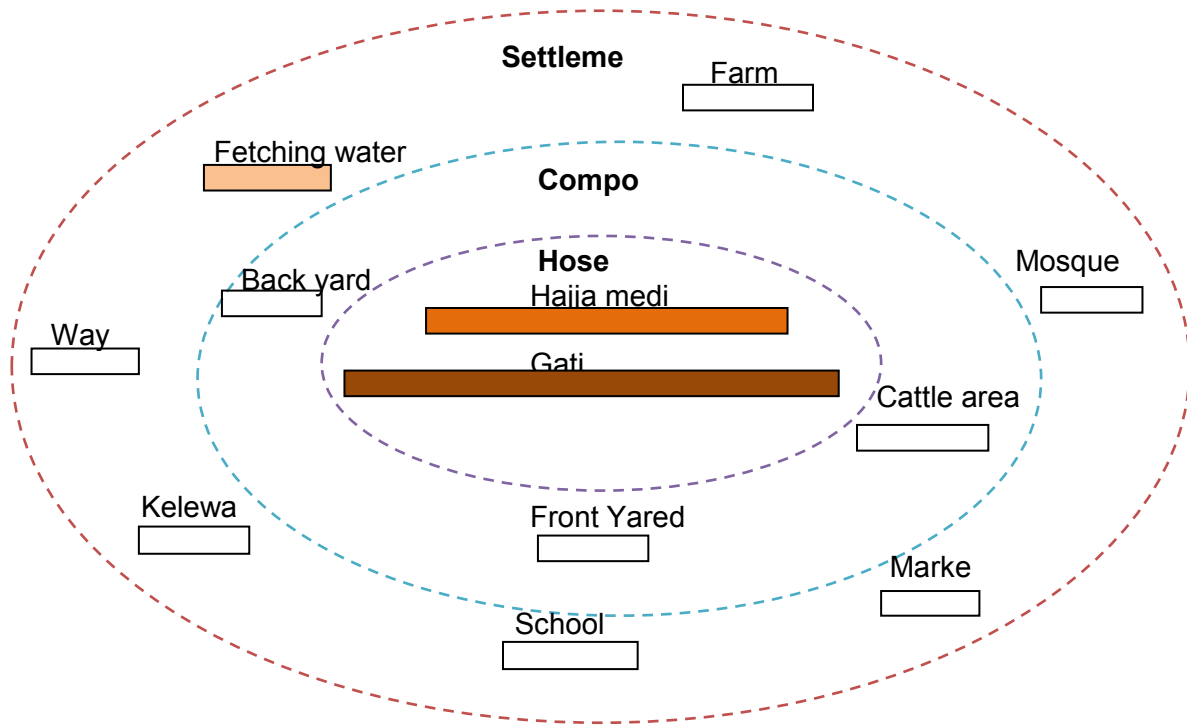 Settleme
Farm
Fetching water
Compo
Hose
Mosque
Back yard
Hajja medi
Way
Gati
Cattle area
Kelewa
Front Yared
Marke
School